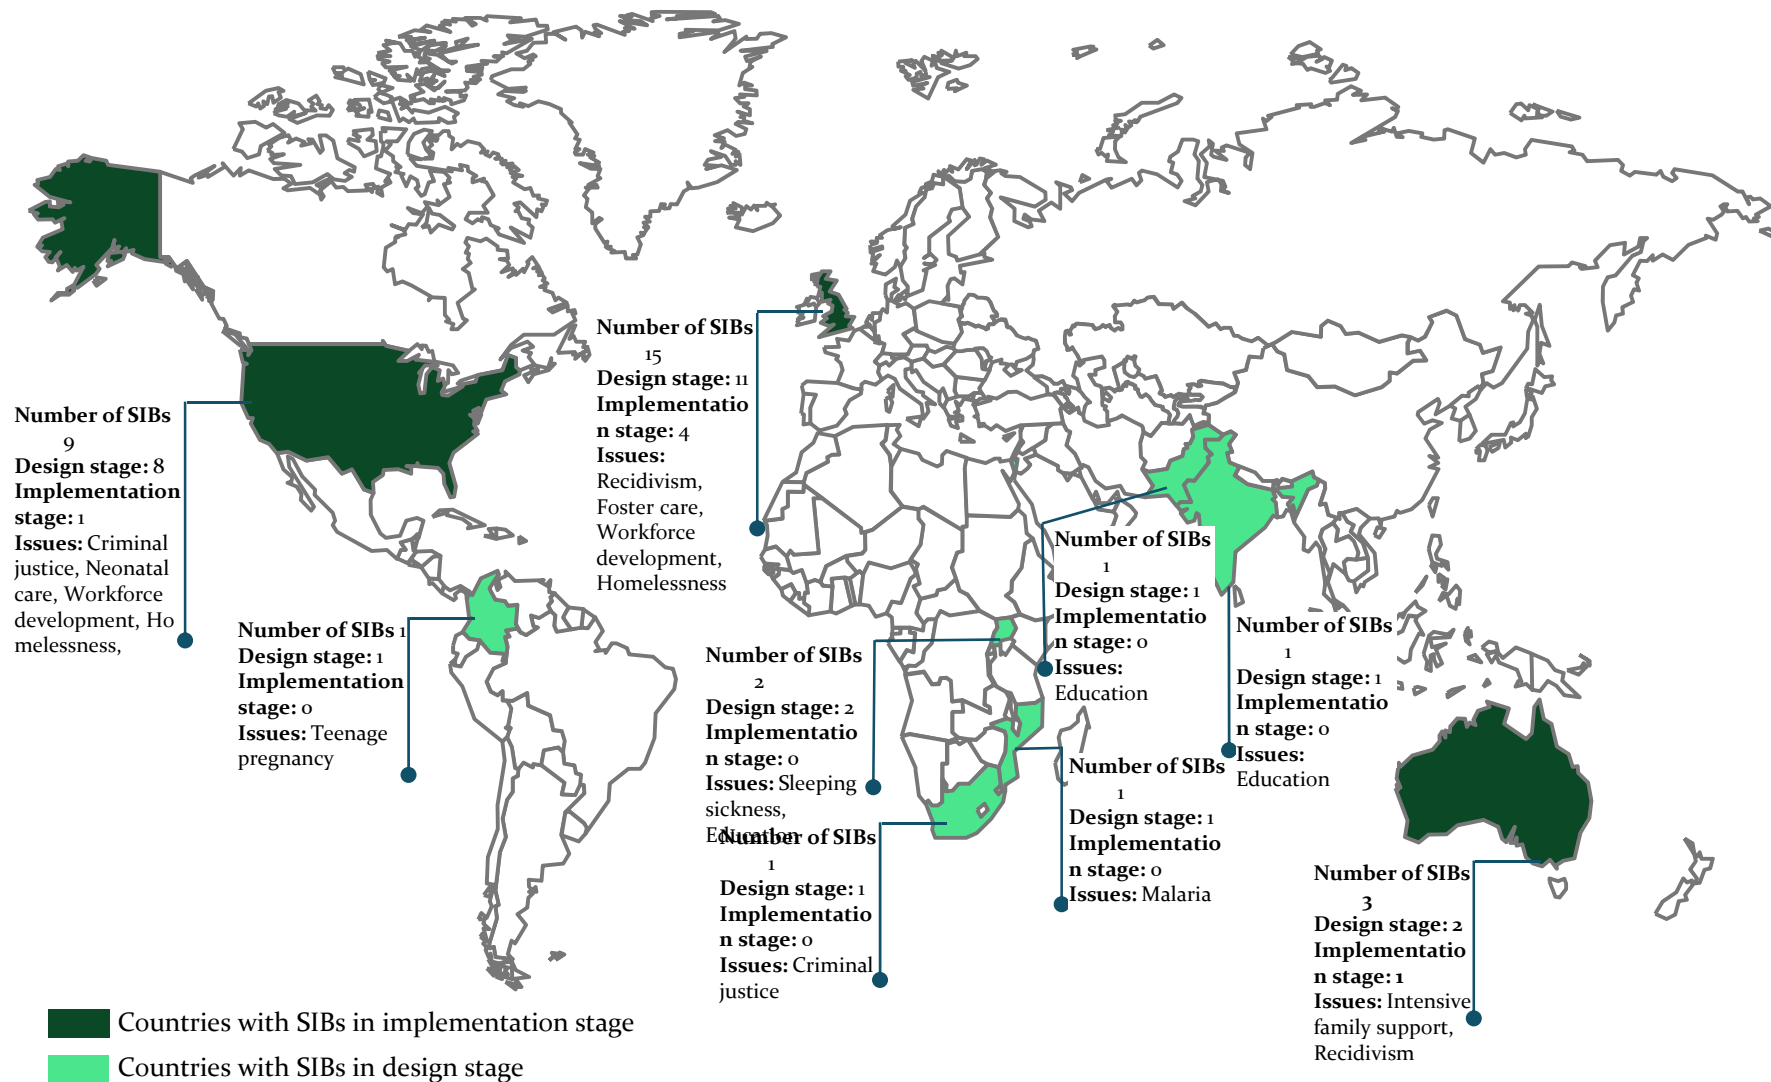 Number of SIBs
9
Design stage: 8
Implementation
stage: 1
Issues: Criminal
justice, Neonatal
care, Workforce
development, Ho
melessness,
Number of SIBs 1
Design stage: 1
Implementation
stage: 0
Issues: Teenage
pregnancy
Number of SIBs
15
Design stage: 11
Implementatio
n stage: 4
Issues:
Recidivism,
Foster care,
Workforce
development,
Homelessness
Number of SIBs
2
Design stage: 2
Implementatio
n stage: 0
Issues: Sleeping
sickness,
Education
Number of SIBs
1
Design stage: 1
Implementatio
n stage: 0
Issues: Criminal
justice
Number of SIBs
1
Design stage: 1
Implementatio
n stage: 0
Issues:
Education
Number of SIBs
1
Design stage: 1
Implementatio
n stage: 0
Issues: Malaria
Number of SIBs
1
Design stage: 1
Implementatio
n stage: 0
Issues:
Education
Number of SIBs
3
Design stage: 2
Implementatio
n stage: 1
Issues: Intensive
family support,
Recidivism
Countries with SIBs in implementation stage
Countries with SIBs in design stage